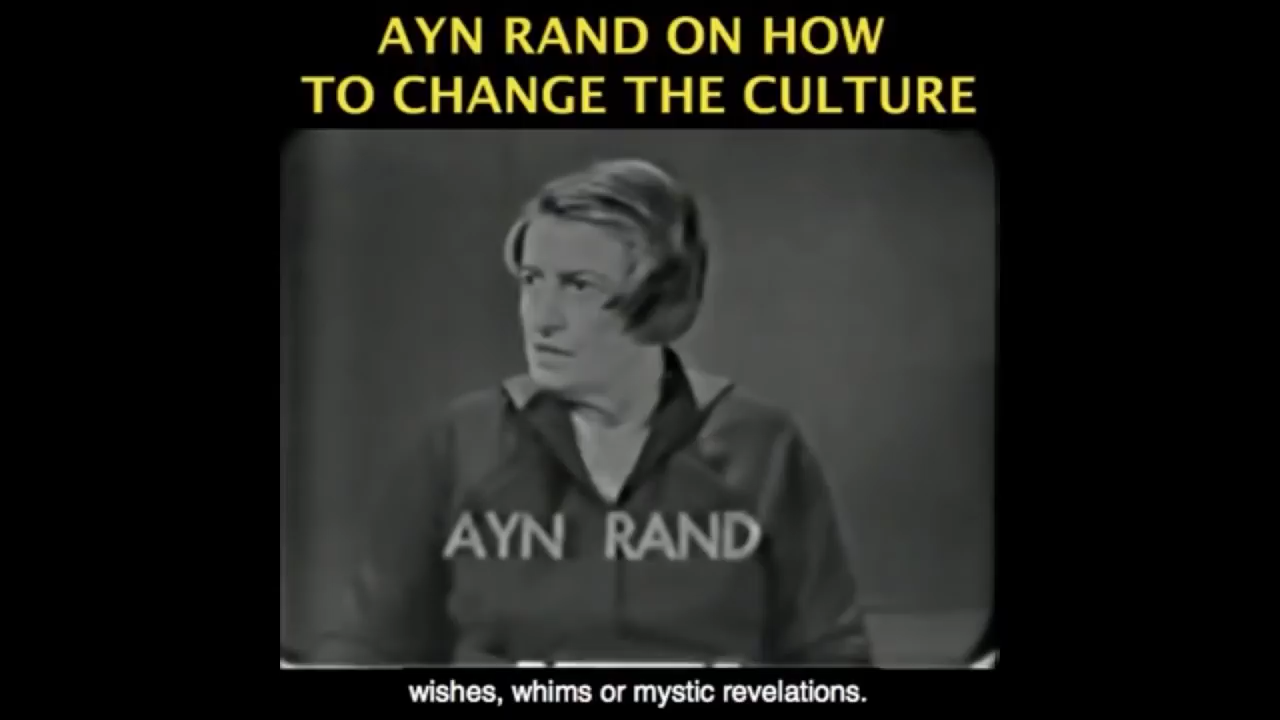 AYN RAND ON HOW
TO CHANGE THE CULTURE
AYN RAND
wishes, whims or mystic revelations.